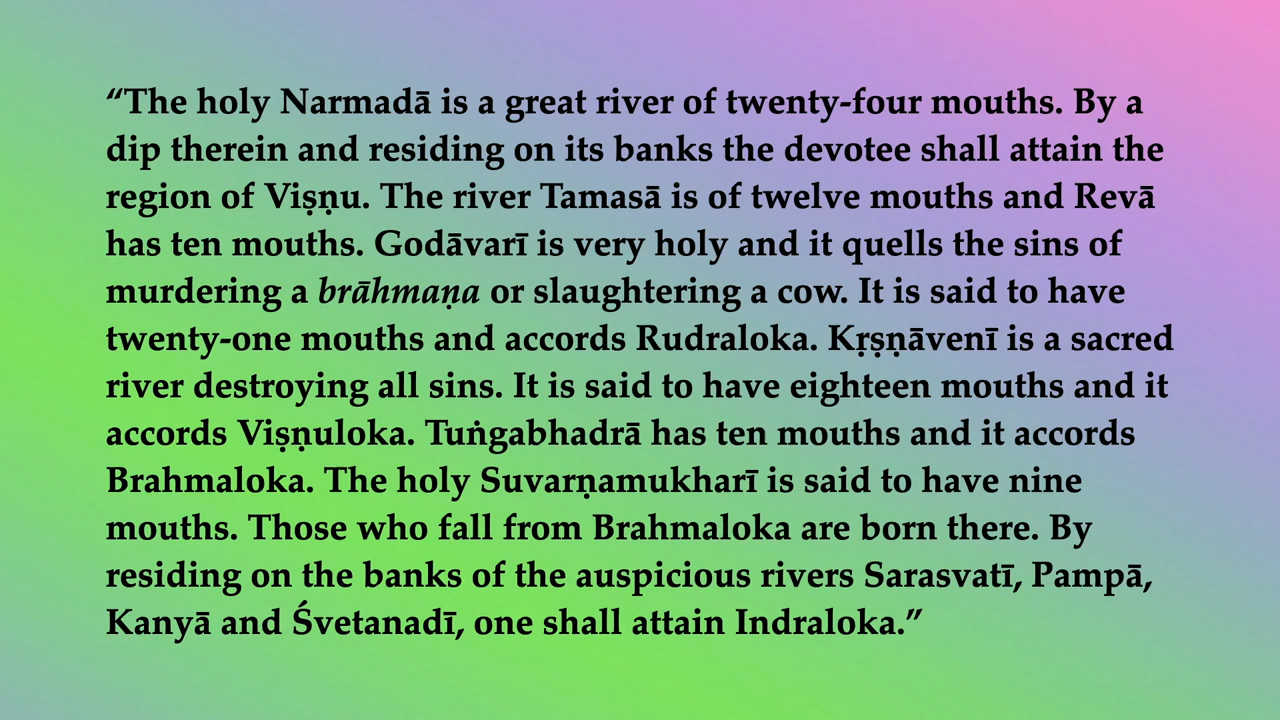 “The holy Narmadā is a great river of twenty-four mouths. By a
dip therein and residing on its banks the devotee shall attain the
region of Viṣṇu. The river Tamasā is of twelve mouths and Revā
has ten mouths. Godāvarī is very holy and it quells the sins of
murdering a brāhmaṇa or slaughtering a cow. It is said to have
twenty-one mouths and accords Rudraloka. Kṛṣṇāvenī is a sacred
river destroying all sins. It is said to have eighteen mouths and it
accords Viṣṇuloka. Tuṅgabhadrā has ten mouths and it accords
Brahmaloka. The holy Suvarṇamukharī is said to have nine
mouths. Those who fall from Brahmaloka are born there. By
residing on the banks of the auspicious rivers Sarasvatī, Pampā,
Kanyā and Śvetanadī, one shall attain Indraloka.”